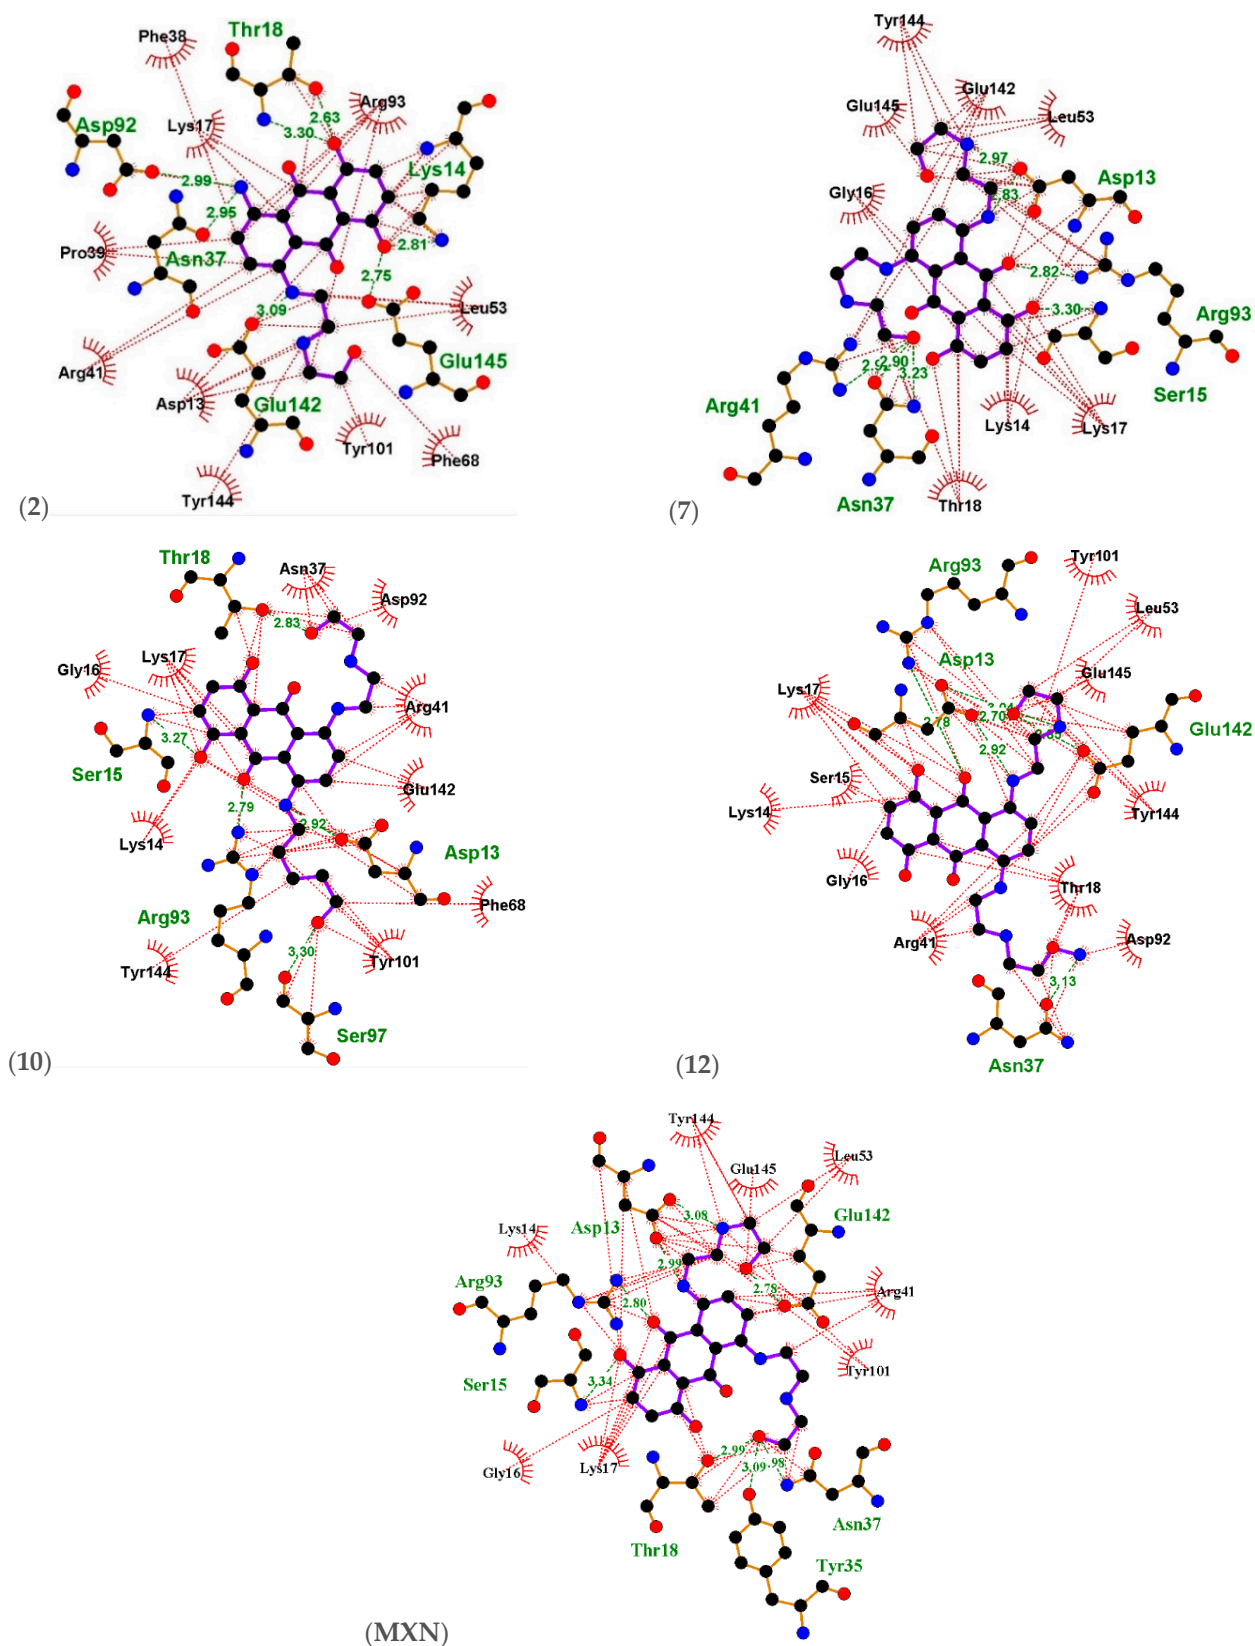 Phe38
Thr18
Arg93
Asp92
Lys17
2.63
3.30
Lys14
2.99
2.95
2.81
Pro39
Asn37
2.75
3.09
Leu53
Arg41
Glu145
Asp13
Glu142
Tyr101
Phe68
Tyr144
(2)
Tyr144
Glu142
Glu145
Leu53
2.97
Asp13
Gly16
2.82
3.30
Arg93
2.90
3.23
Ser15
Arg41
Lys14
Lys17
Asn37
Thr18
(7)
Thr18
Asn37
Asp92
2.83
Gly16
Lys17
Arg41
3.27
Ser15
2.79
Glu142
2.92
Lys14
Asp13
Arg93
Phe68
Tyr144
3.30
Tyr101
Ser97
(10)
Arg93
Tyr101
Leu53
Asp13
Glu145
Lys17
2.70
Glu142
2.92
Ser15
Lys14
Tyr144
Gly16
Thr18
Arg41
Asp92
3.13
Asn37
(12)
Tyr144
Glu145
Leu53
Asp13
3.08
Glu142
Lys14
2.99
Arg93
2.80
2.78
Arg41
Ser15
3.34
Tyr101
Gly16
Lys17
2.99
3.09
Asn37
Thr18
Tyr35
(MXN)